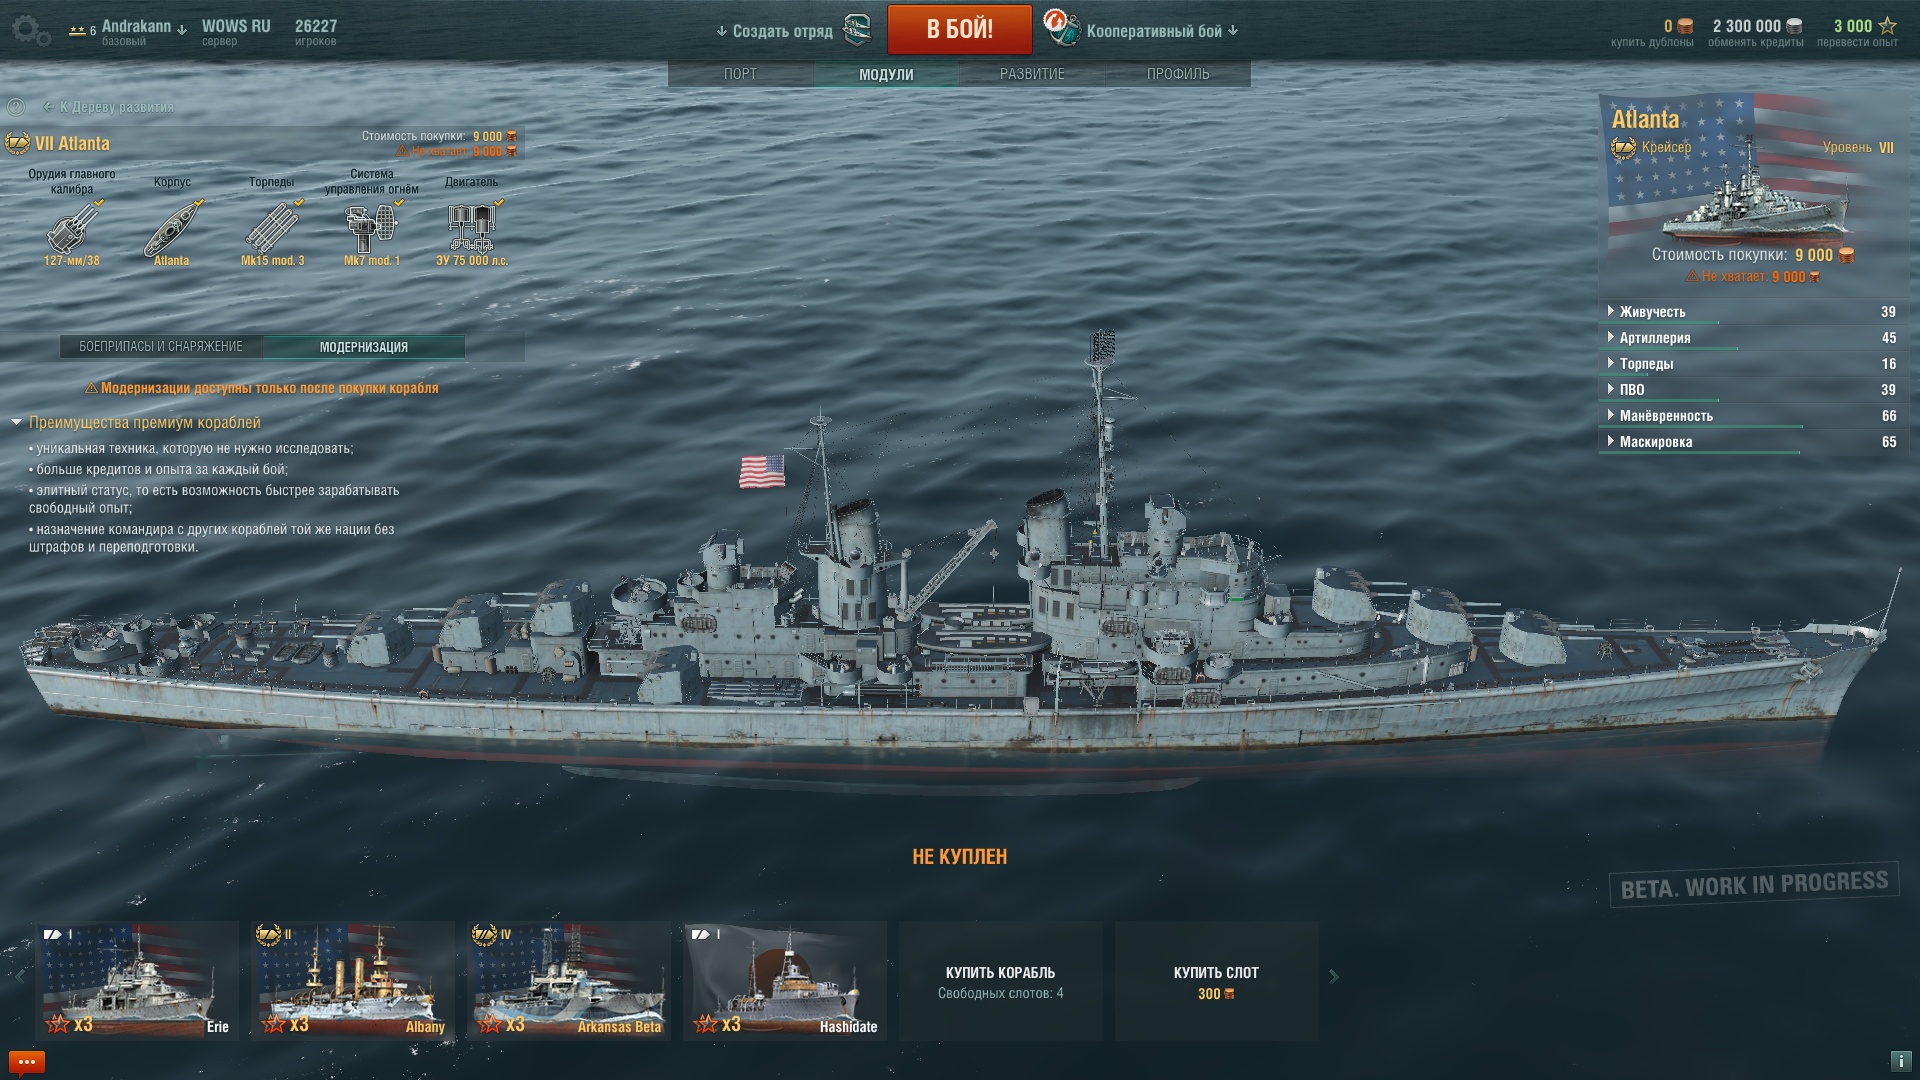 6 Andrakann
базовый
WOWS RU
сервер
26227
игроков
Создать отряд
В БОЙ!
Кооперативный бой
0
купить дублоны
2 300 000
обменять кредиты
3 000
перевести опыт
ПОРТ
МОДУЛИ
РАЗВИТИЕ
ПРОФИЛЬ
К Дереву развития
VII Atlanta
Стоимость покупки: 9 000
Не хватает: 9 000
Орудия главного калибра
Корпус
Торпеды
Система управления огнём
Двигатель
127-мм/38
Atlanta
Mk15 mod. 3
Mk7 mod. 1
ЭУ 75 000 л.с.
БОЕПРИПАСЫ И СНАРЯЖЕНИЕ
МОДЕРНИЗАЦИЯ
Модернизации доступны только после покупки корабля
Преимущества премиум кораблей
• уникальная техника, которую не нужно исследовать;
• больше кредитов и опыта за каждый бой;
• элитный статус, то есть возможность быстрее зарабатывать
свободный опыт;
• назначение командира с других кораблей той же нации без
штрафов и переподготовки.
Atlanta
Крейсер
Уровень VII
Стоимость покупки: 9 000
Не хватает: 9 000
Живучесть 39
Артиллерия 45
Торпеды 16
ПВО 39
Манёвренность 66
Маскировка 65
НЕ КУПЛЕН
BETA. WORK IN PROGRESS
I
x3
Erie
II
x3
Albany
IV
x3
Arkansas Beta
I
x3
Hashidate
КУПИТЬ КОРАБЛЬ
Свободных слотов: 4
КУПИТЬ СЛОТ
300